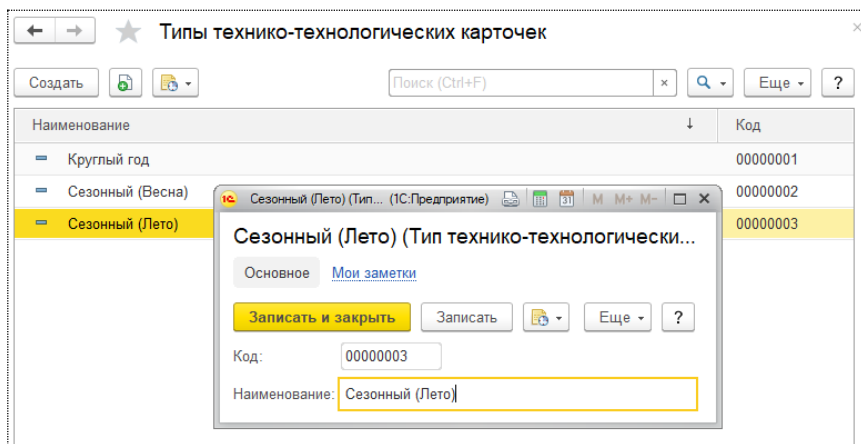 Типы технико-технологических карточек
Создать Поиск (Ctrl+F) × Еще ?
Наименование ↓ Код
Круглый год 00000001
Сезонный (Весна) 00000002
Сезонный (Лето) 00000003
1С Сезонный (Лето) (Тип... (1С:Предприятие) 31 M M+ M-
Сезонный (Лето) (Тип технико-технологически...
Основное Мои заметки
Записать и закрыть Записать Еще ?
Код: 00000003
Наименование: Сезонный (Лето)